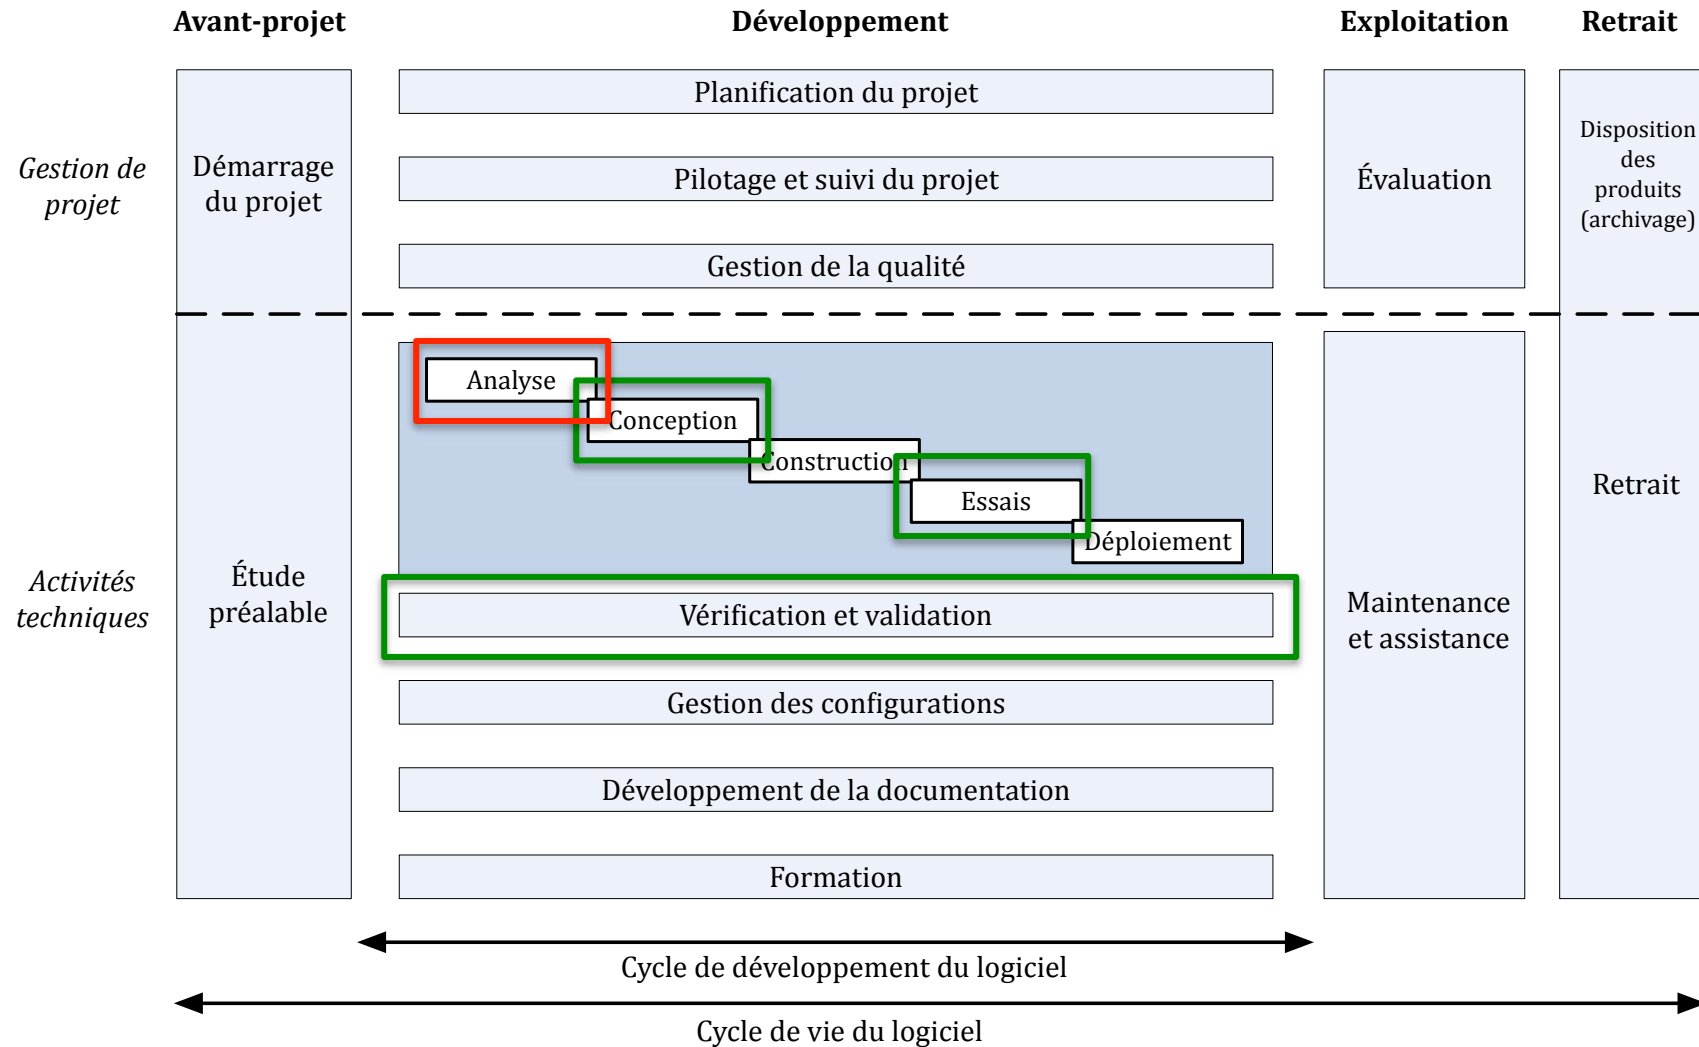 Avant-projet
Développement
Exploitation
Retrait
Gestion de
projet
Démarrage
du projet
Planification du projet
Pilotage et suivi du projet
Gestion de la qualité
Évaluation
Disposition
des
produits
(archivage)
Activités
techniques
Étude
préalable
Analyse
Conception
Construction
Essais
Déploiement
Vérification et validation
Gestion des configurations
Développement de la documentation
Formation
Maintenance
et assistance
Retrait
Cycle de développement du logiciel
Cycle de vie du logiciel